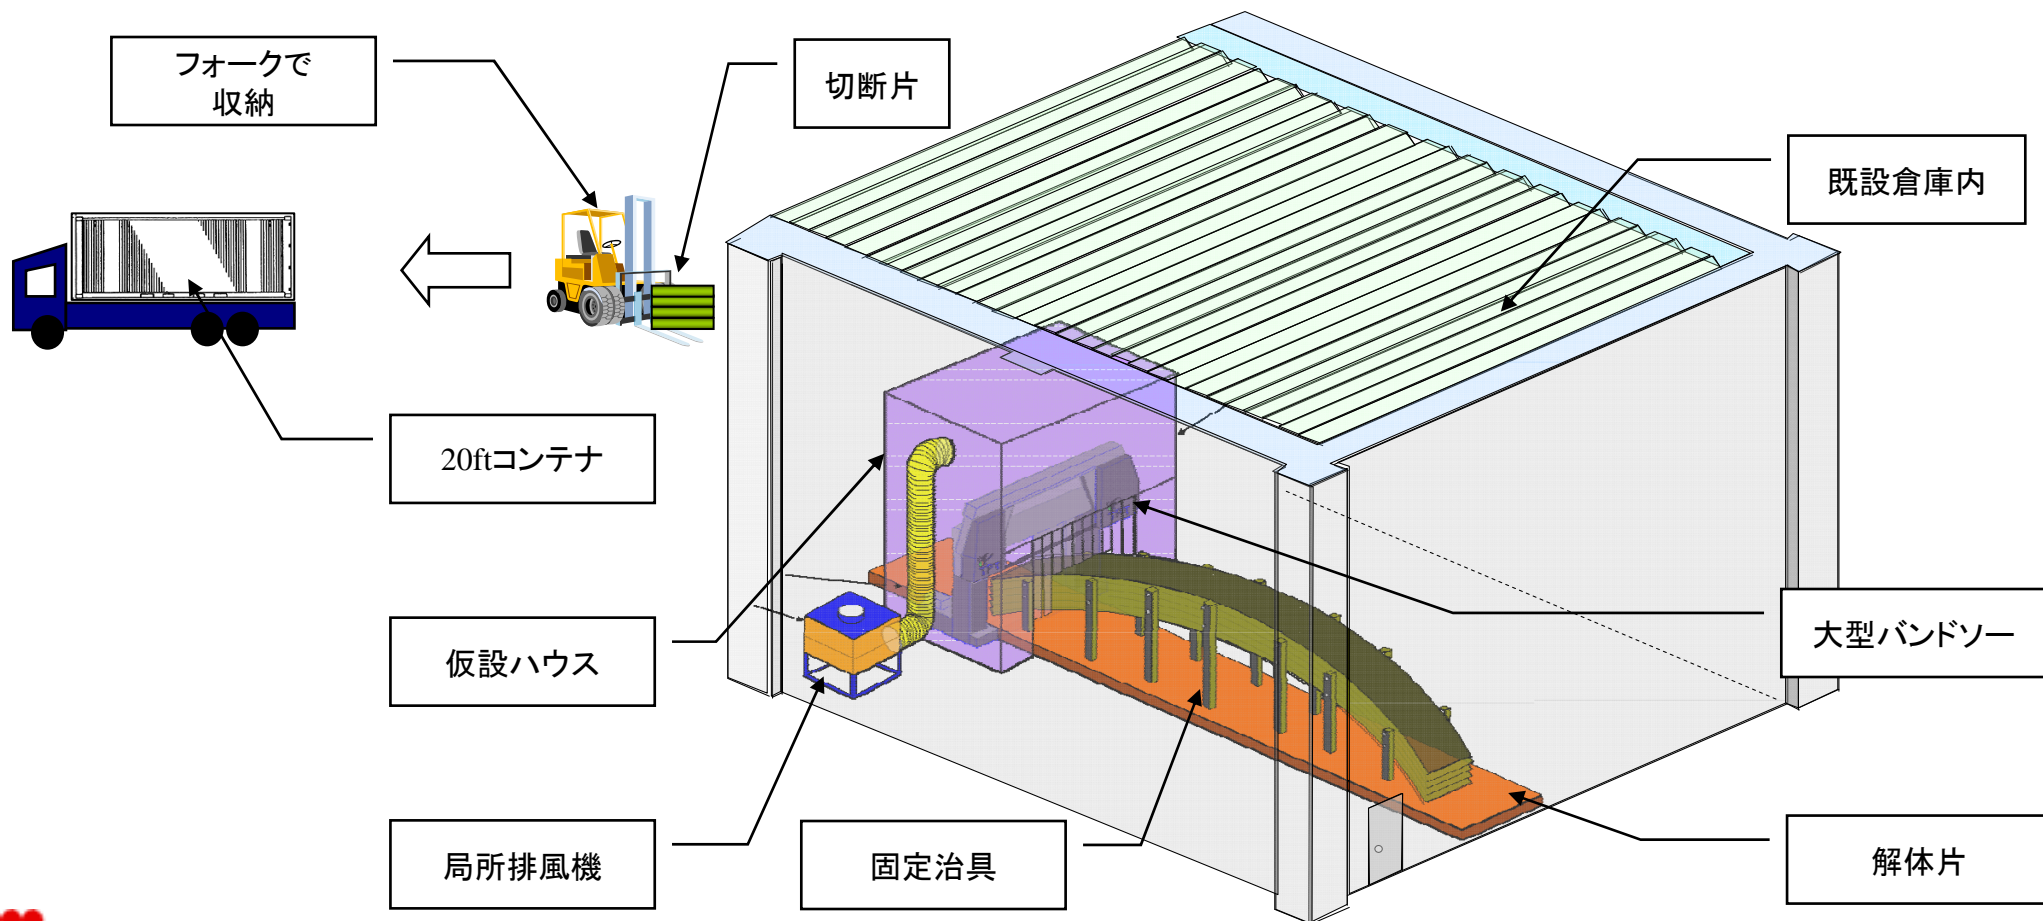 フォークで
収納
切断片
既設倉庫内
20ftコンテナ
仮設ハウス
大型バンドソー
局所排風機
固定治具
解体片